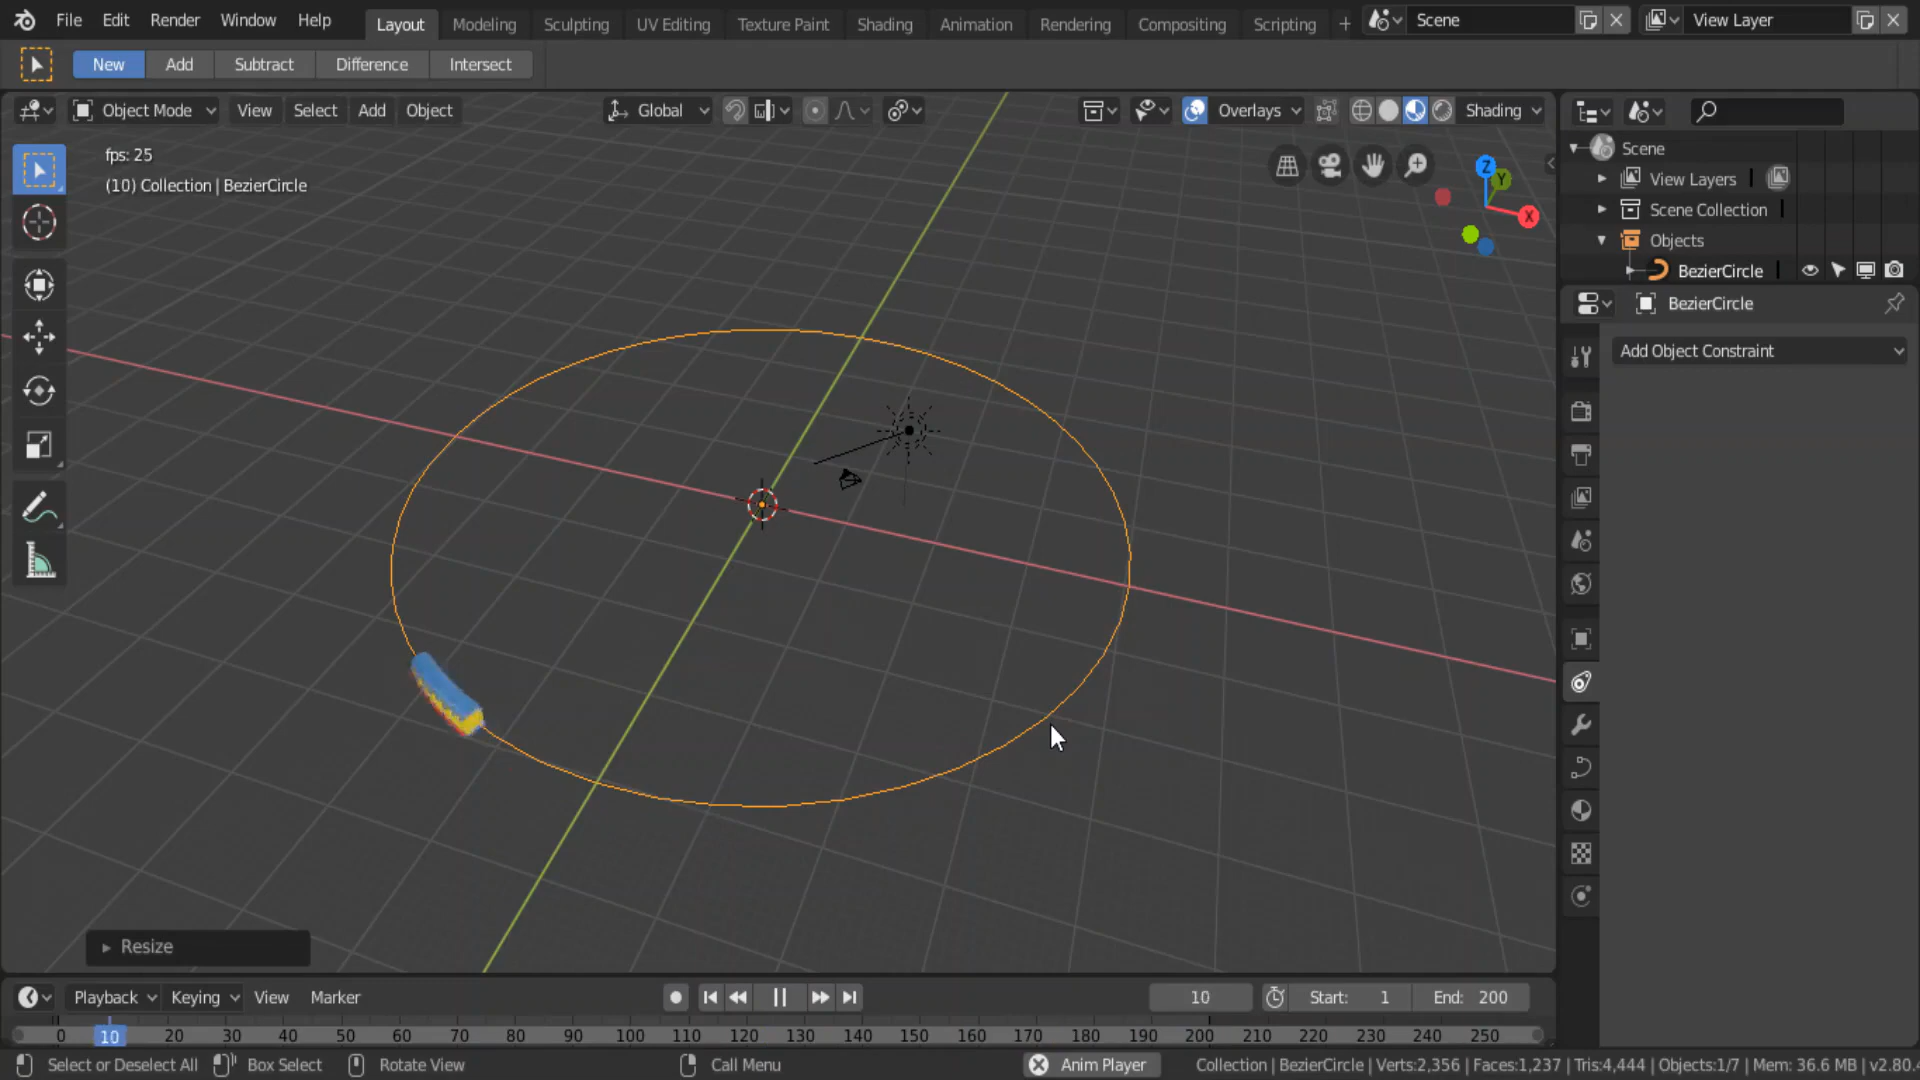 File Edit Render Window Help Layout Modeling Sculpting UV Editing Texture Paint Shading Animation Rendering Compositing Scripting + Scene View Layer
New Add Subtract Difference Intersect
Object Mode View Select Add Object Global Overlays Shading
fps: 25
(10) Collection | BezierCircle
Z
Y
X
Scene
View Layers
Scene Collection
Objects
BezierCircle
BezierCircle
Add Object Constraint
Resize
Playback Keying View Marker 10 Start: 1 End: 200
0 10 20 30 40 50 60 70 80 90 100 110 120 130 140 150 160 170 180 190 200 210 220 230 240 250
Select or Deselect All Box Select Rotate View Call Menu Anim Player Collection | BezierCircle | Verts:2,356 | Faces:1,237 | Tris:4,444 | Objects:1/7 | Mem: 36.6 MB | v2.80.